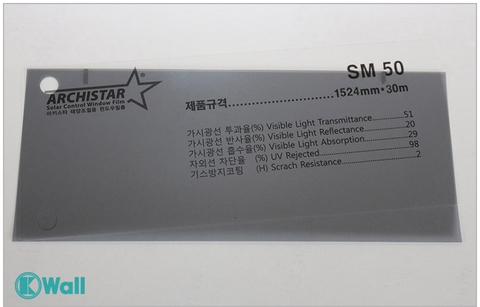 SM 50
ARCHISTAR
Solar Control Window Film
아키스타 태양조절용 윈도우필름
제품규격..........................1524mm·30m
가시광선 투과율(%) Visible Light Transmittance..........51
가시광선 반사율(%) Visible Light Reflectance..........20
가시광선 흡수율(%) Visible Light Absorption..........29
자외선 차단율 (%) UV Rejected..........98
기스방지코팅 (H) Scrach Resistance..........2
K Wall